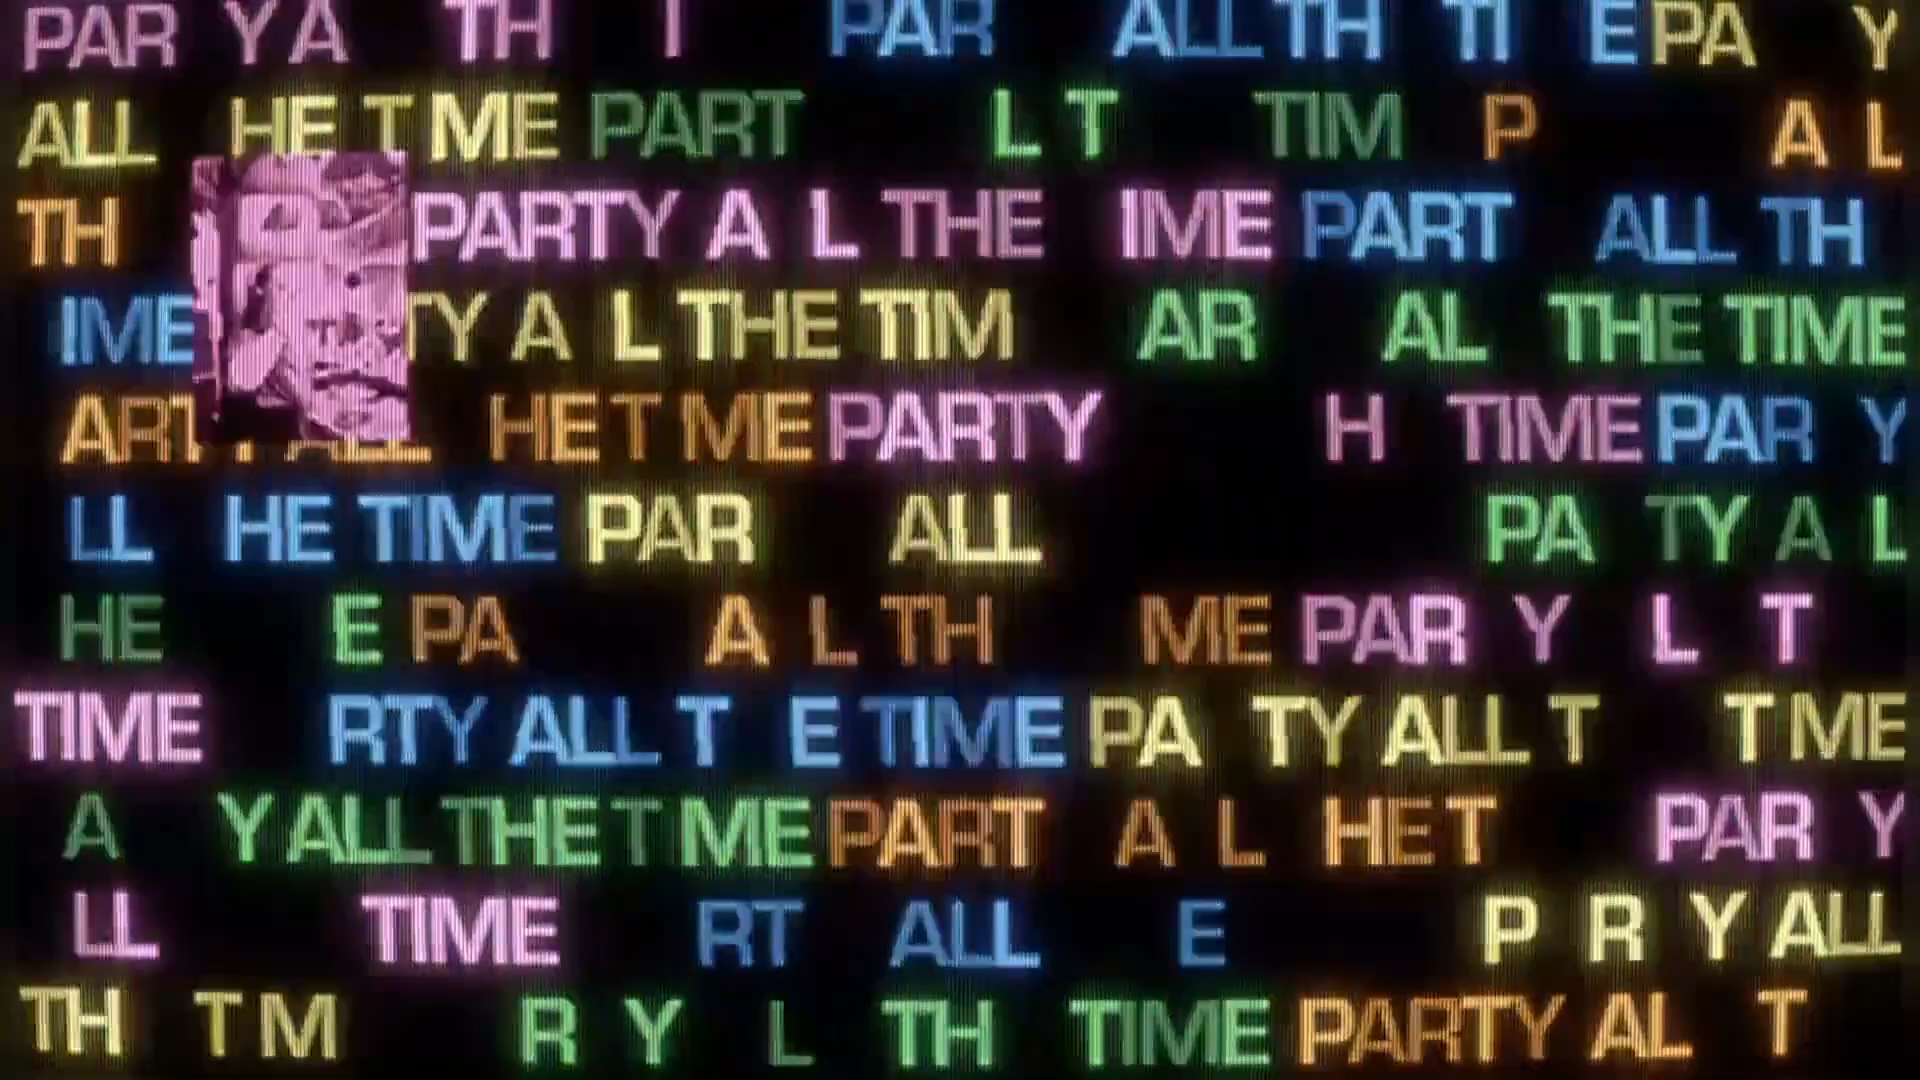 PAR Y A TH I PAR ALL TH TI E PA Y
ALL HE T ME PART L T TIM P A L
TH PARTY A L THE IME PART ALL TH
IME TY A L THE TIM AR AL THE TIME
ART ALL HE T ME PARTY H TIME PAR Y
LL HE TIME PAR ALL PA TY A L
HE E PA A L TH ME PAR Y L T
TIME RTY ALL T E TIME PA TY ALL T T ME
A Y ALL THE T ME PART A L HE T PAR Y
LL TIME RT ALL E P R Y ALL
TH T M R Y L TH TIME PARTY AL T